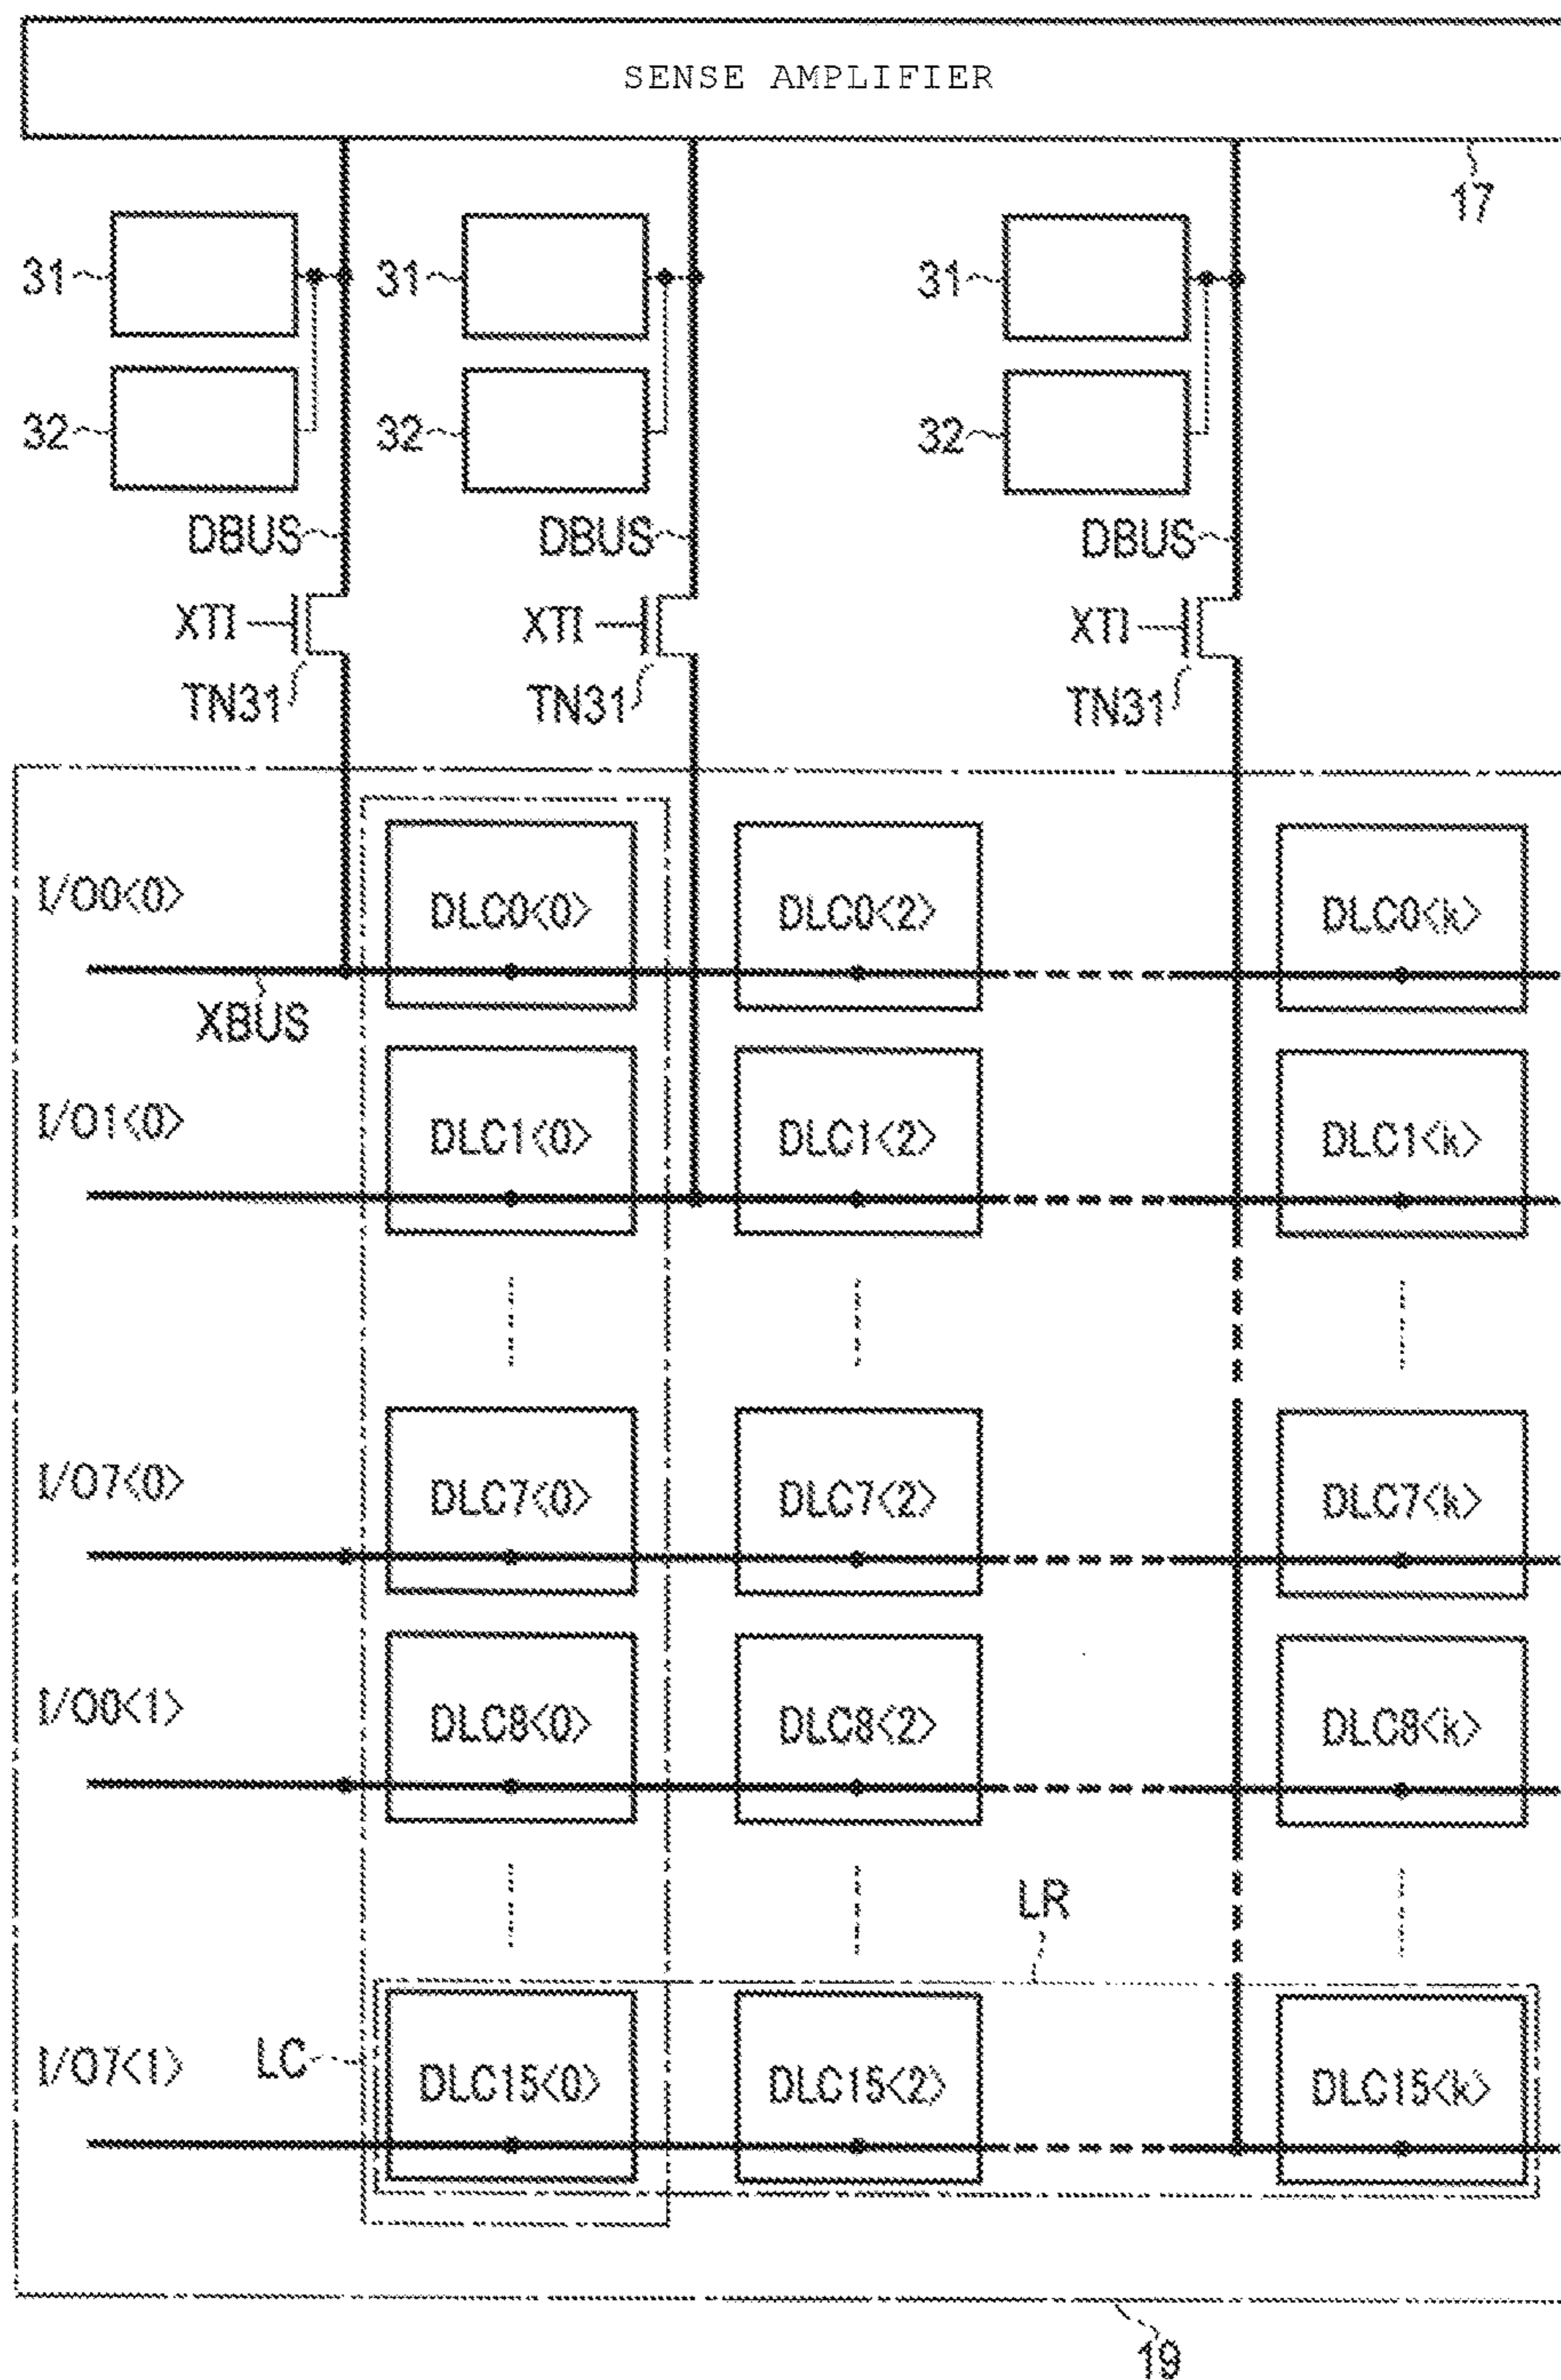 SENSE AMPLIFIER
17
31 31 31
32 32 32
DBUS DBUS DBUS
XTI XTI XTI
TN31 TN31 TN31
I/O0<0> DLC0<0> DLC0<2> DLC0<k>
XBUS
I/O1<0> DLC1<0> DLC1<2> DLC1<k>
I/O7<0> DLC7<0> DLC7<2> DLC7<k>
I/O0<1> DLC8<0> DLC8<2> DLC8<k>
LR
I/O7<1> LC DLC15<0> DLC15<2> DLC15<k>
19